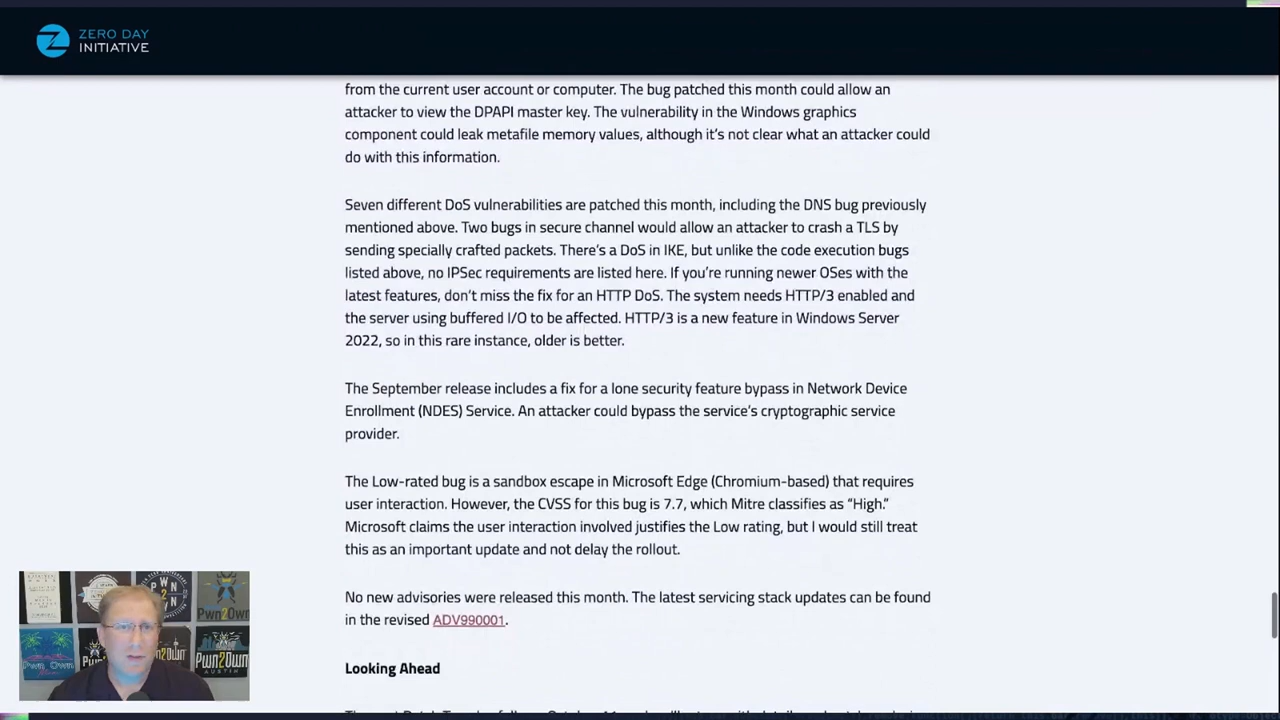 ZERO DAY
INITIATIVE
from the current user account or computer. The bug patched this month could allow an
attacker to view the DPAPI master key. The vulnerability in the Windows graphics
component could leak metafile memory values, although it's not clear what an attacker could
do with this information.
Seven different DoS vulnerabilities are patched this month, including the DNS bug previously
mentioned above. Two bugs in secure channel would allow an attacker to crash a TLS by
sending specially crafted packets. There's a DoS in IKE, but unlike the code execution bugs
listed above, no IPSec requirements are listed here. If you're running newer OSes with the
latest features, don't miss the fix for an HTTP DoS. The system needs HTTP/3 enabled and
the server using buffered I/O to be affected. HTTP/3 is a new feature in Windows Server
2022, so in this rare instance, older is better.
The September release includes a fix for a lone security feature bypass in Network Device
Enrollment (NDES) Service. An attacker could bypass the service's cryptographic service
provider.
The Low-rated bug is a sandbox escape in Microsoft Edge (Chromium-based) that requires
user interaction. However, the CVSS for this bug is 7.7, which Mitre classifies as “High.”
Microsoft claims the user interaction involved justifies the Low rating, but I would still treat
this as an important update and not delay the rollout.
No new advisories were released this month. The latest servicing stack updates can be found
in the revised ADV990001.
Looking Ahead
PWN
2OWN
Pwn2Own
Pwn2Own
AUSTIN